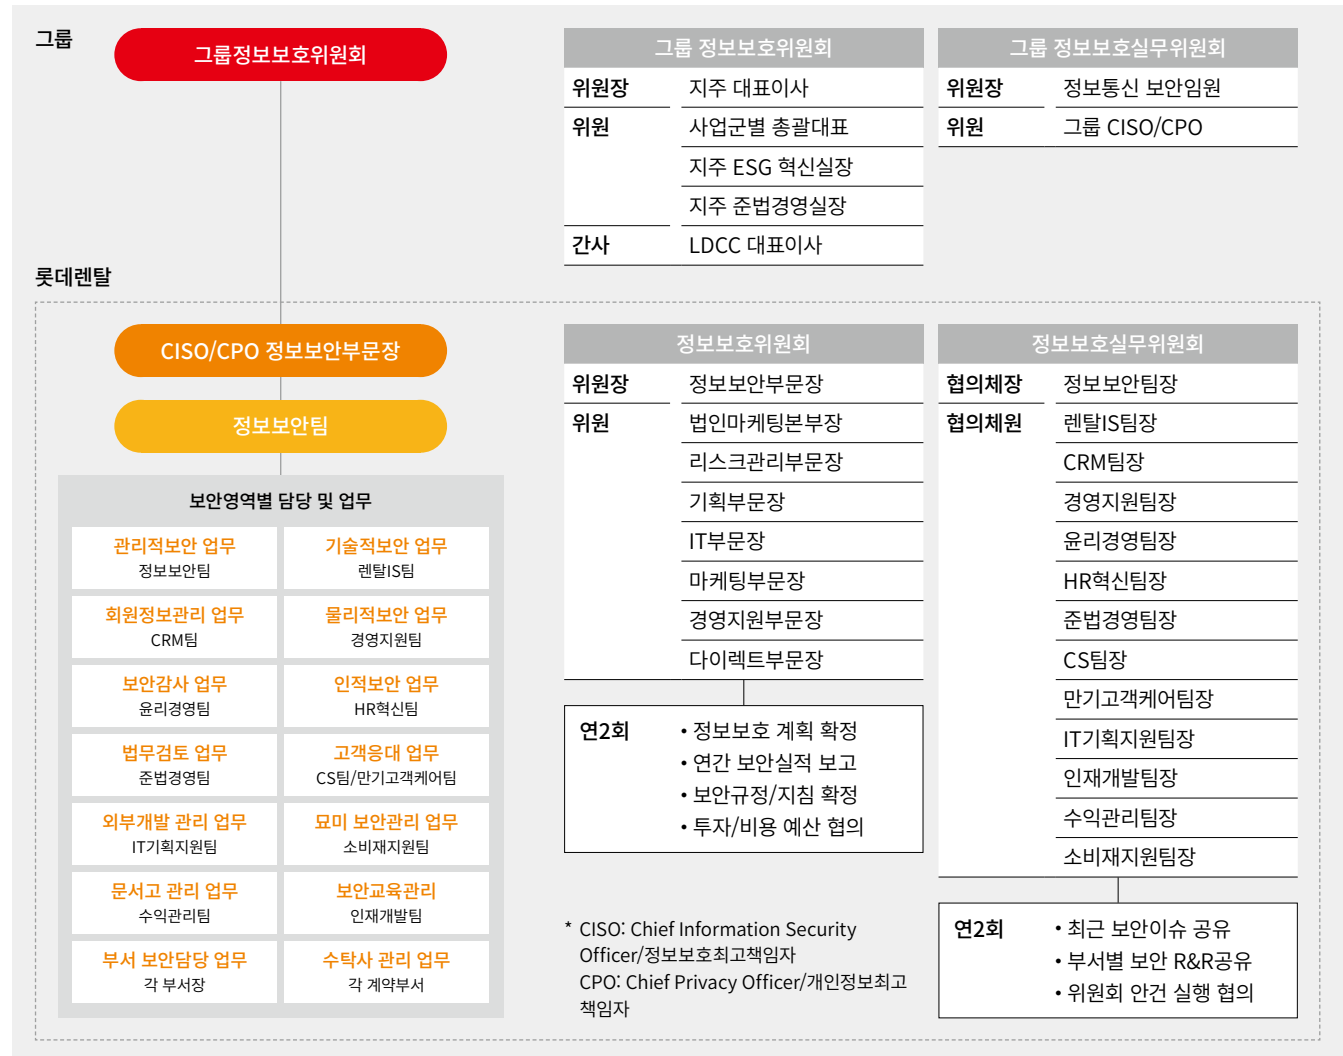 그룹
그룹정보보호위원회
그룹 정보보호위원회
위원장 지주 대표이사
위원 사업군별 총괄대표
지주 ESG 혁신실장
지주 준법경영실장
간사 LDCC 대표이사
그룹 정보보호실무위원회
위원장 정보통신 보안임원
위원 그룹 CISO/CPO
롯데렌탈
CISO/CPO 정보보안부문장
정보보안팀
보안영역별 담당 및 업무
관리적보안 업무
정보보안팀
기술적보안 업무
렌탈IS팀
회원정보관리 업무
CRM팀
물리적보안 업무
경영지원팀
보안감사 업무
윤리경영팀
인적보안 업무
HR혁신팀
법무검토 업무
준법경영팀
고객응대 업무
CS팀/만기고객케어팀
외부개발 관리 업무
IT기획지원팀
묘미 보안관리 업무
소비재지원팀
문서고 관리 업무
수익관리팀
보안교육관리
인재개발팀
부서 보안담당 업무
각 부서장
수탁사 관리 업무
각 계약부서
정보보호위원회
위원장 정보보안부문장
위원 법인마케팅본부장
리스크관리부문장
기획부문장
IT부문장
마케팅부문장
경영지원부문장
다이렉트부문장
연2회 • 정보보호 계획 확정
• 연간 보안실적 보고
• 보안규정/지침 확정
• 투자/비용 예산 협의
* CISO: Chief Information Security
Officer/정보보호최고책임자
CPO: Chief Privacy Officer/개인정보최고
책임자
정보보호실무위원회
협의체장 정보보안팀장
협의체원 렌탈IS팀장
CRM팀장
경영지원팀장
윤리경영팀장
HR혁신팀장
준법경영팀장
CS팀장
만기고객케어팀장
IT기획지원팀장
인재개발팀장
수익관리팀장
소비재지원팀장
연2회 • 최근 보안이슈 공유
• 부서별 보안 R&R공유
• 위원회 안건 실행 협의